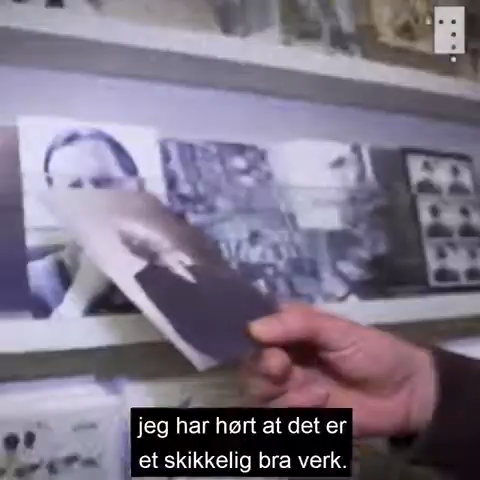 jeg har hørt at det er
et skikkelig bra verk.